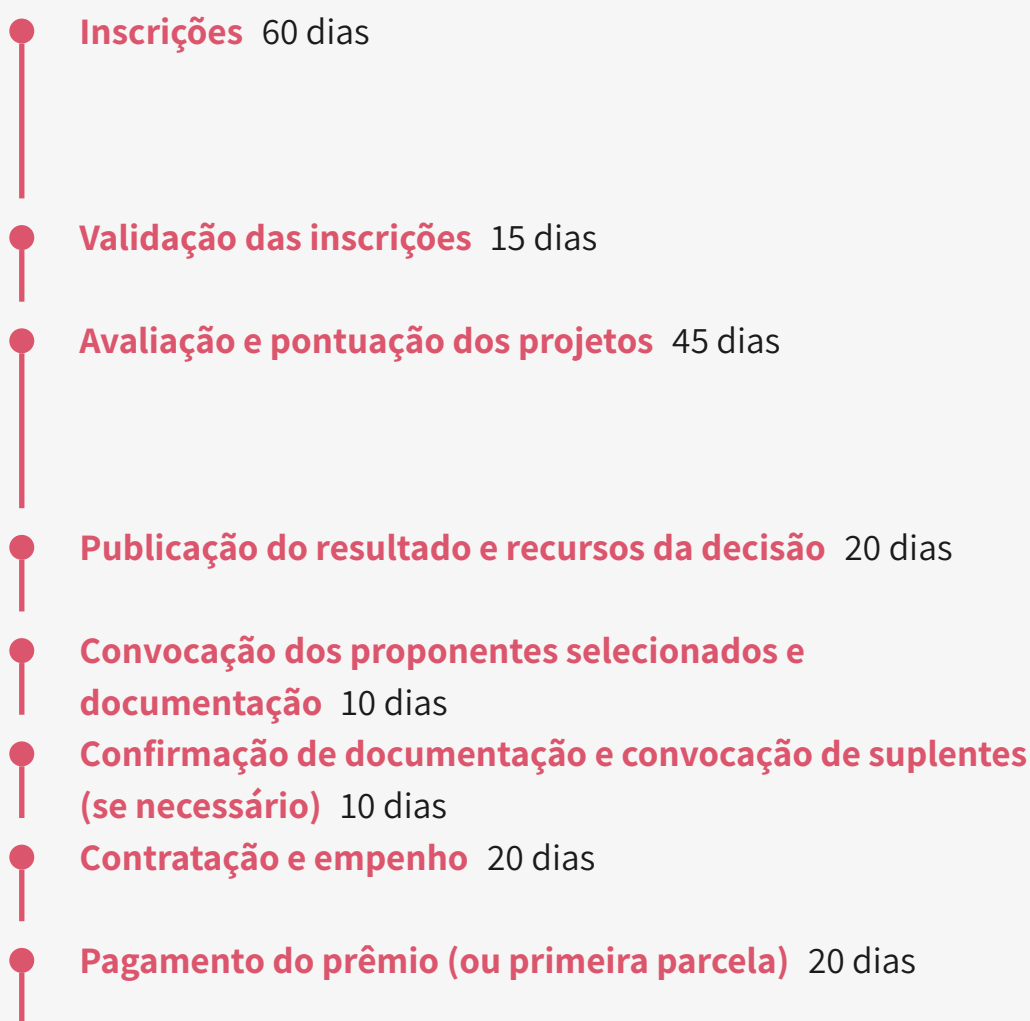 Inscrições 60 dias
Validação das inscrições 15 dias
Avaliação e pontuação dos projetos 45 dias
Publicação do resultado e recursos da decisão 20 dias
Convocação dos proponentes selecionados e
documentação 10 dias
Confirmação de documentação e convocação de suplentes
(se necessário) 10 dias
Contratação e empenho 20 dias
Pagamento do prêmio (ou primeira parcela) 20 dias